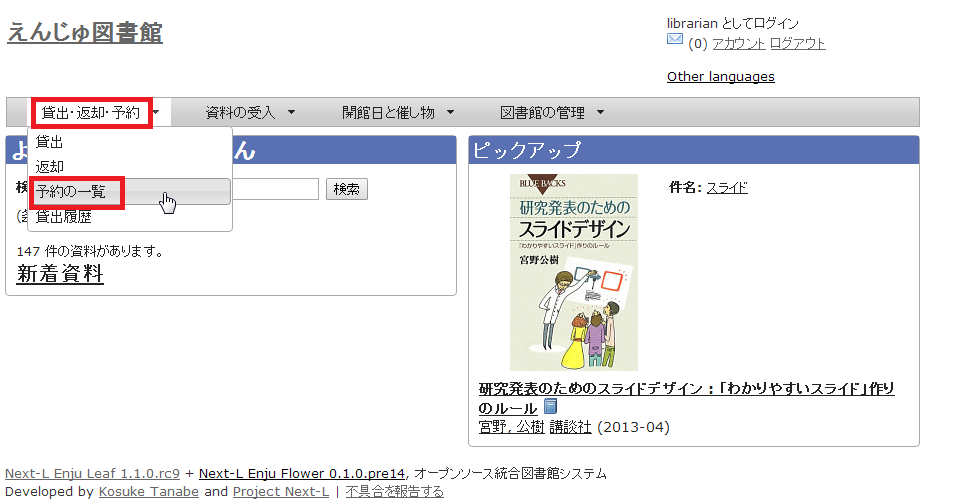 えんじゅ図書館
librarian としてログイン
(0) アカウント ログアウト
Other languages
貸出・返却・予約 資料の受入 開館日と催し物 図書館の管理
貸出
返却
予約の一覧
貸出履歴
よ ん
検 検索
147 件の資料があります。
新着資料
ピックアップ
BLUE BACKS
研究発表のための
スライドデザイン
「わかりやすいスライド」作りのルール
宮野公樹
件名: スライド
研究発表のためのスライドデザイン : 「わかりやすいスライド」作り
のルール
宮野, 公樹 講談社 (2013-04)
Next-L Enju Leaf 1.1.0.rc9 + Next-L Enju Flower 0.1.0.pre14, オープンソース統合図書館システム
Developed by Kosuke Tanabe and Project Next-L | 不具合を報告する